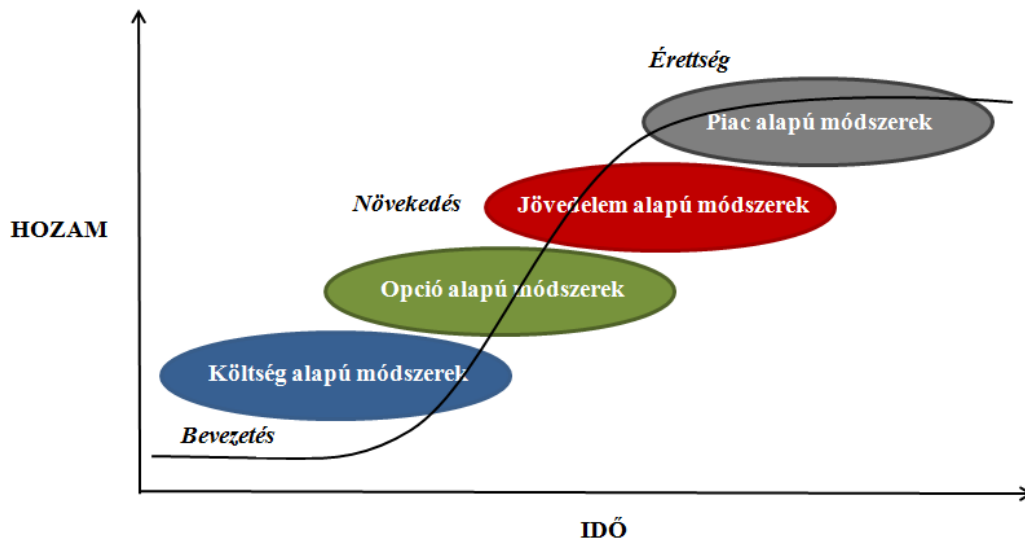 Érettség
Piac alapú módszerek
Növekedés
Jövedelem alapú módszerek
HOZAM
Opció alapú módszerek
Költség alapú módszerek
Bevezetés
IDŐ